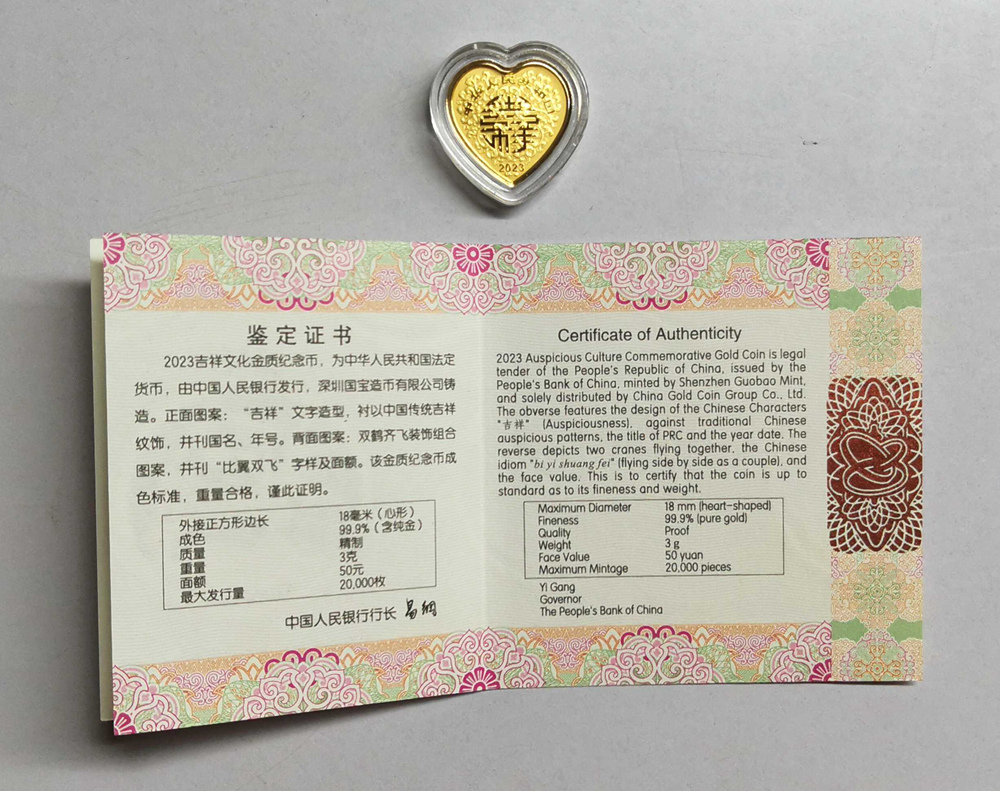 中华人民共和国
吉祥
2023
鉴定证书
2023吉祥文化金质纪念币，为中华人民共和国法定
货币，由中国人民银行发行，深圳国宝造币有限公司铸
造。正面图案：“吉祥”文字造型，衬以中国传统吉祥
纹饰，并刊国名、年号。背面图案：双鹤齐飞装饰组合
图案，并刊“比翼双飞”字样及面额。该金质纪念币成
色标准，重量合格，谨此证明。
外接正方形边长 18毫米（心形）
成色 99.9%（含纯金）
质量 精制
重量 3克
面额 50元
最大发行量 20,000枚
中国人民银行行长 易纲
Certificate of Authenticity
2023 Auspicious Culture Commemorative Gold Coin is legal
tender of the People's Republic of China, issued by the
People's Bank of China, minted by Shenzhen Guobao Mint,
and solely distributed by China Gold Coin Group Co., Ltd.
The obverse features the design of the Chinese Characters
"吉祥" (Auspiciousness), against traditional Chinese
auspicious patterns, the title of PRC and the year date. The
reverse depicts two cranes flying together, the Chinese
idiom "bi yi shuang fei" (flying side by side as a couple), and
the face value. This is to certify that the coin is up to
standard as to its fineness and weight.
Maximum Diameter 18 mm (heart-shaped)
Fineness 99.9% (pure gold)
Quality Proof
Weight 3 g
Face Value 50 yuan
Maximum Mintage 20,000 pieces
Yi Gang
Governor
The People's Bank of China